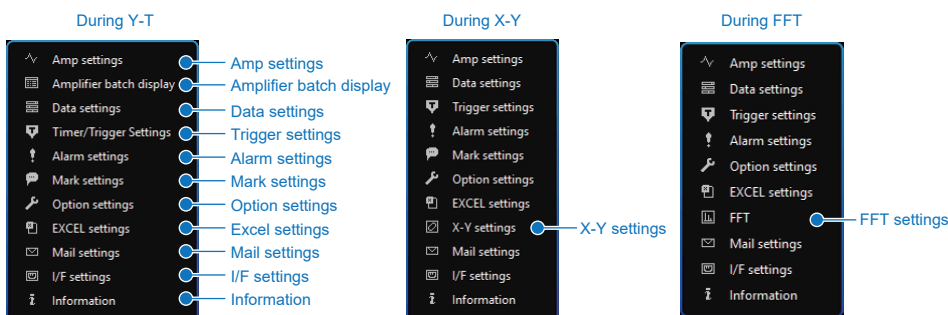 During Y-T
Amp settings
Amplifier batch display
Data settings
Timer/Trigger Settings
Alarm settings
Mark settings
Option settings
EXCEL settings
Mail settings
I/F settings
Information
Amp settings
Amplifier batch display
Data settings
Trigger settings
Alarm settings
Mark settings
Option settings
Excel settings
Mail settings
I/F settings
Information
During X-Y
Amp settings
Data settings
Trigger settings
Alarm settings
Mark settings
Option settings
EXCEL settings
X-Y settings
Mail settings
I/F settings
Information
X-Y settings
During FFT
Amp settings
Data settings
Trigger settings
Alarm settings
Option settings
EXCEL settings
FFT
Mail settings
I/F settings
Information
FFT settings